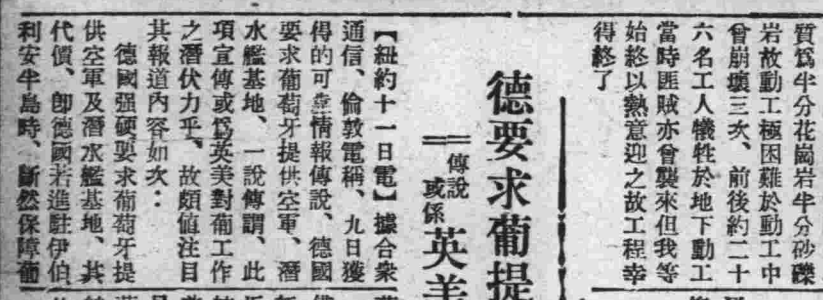 質爲半分花崗岩半分砂礫
岩故動工極困難於動工中
曾崩壞三次、前後約二十
六名工人犧牲於地下動工
當時匪賊亦曾襲來但我等
始終以熱意迎之故工程幸
得終了
德要求葡提
傳說
或係
英美
【紐約十一日電】據合衆
通信、倫敦電稱、九日獲
得的可靠情報傳說、德國
要求葡萄牙提供空軍、潛
水艦基地、一說傳謂、此
項宣傳或爲英美對葡工作
之潛伏力乎、故頗值注目
其報道内容如次：
德國强硬要求葡萄牙提
供空軍及潛水艦基地、其
代價、卽德國若進駐伊伯
利安半島時、斷然保障葡